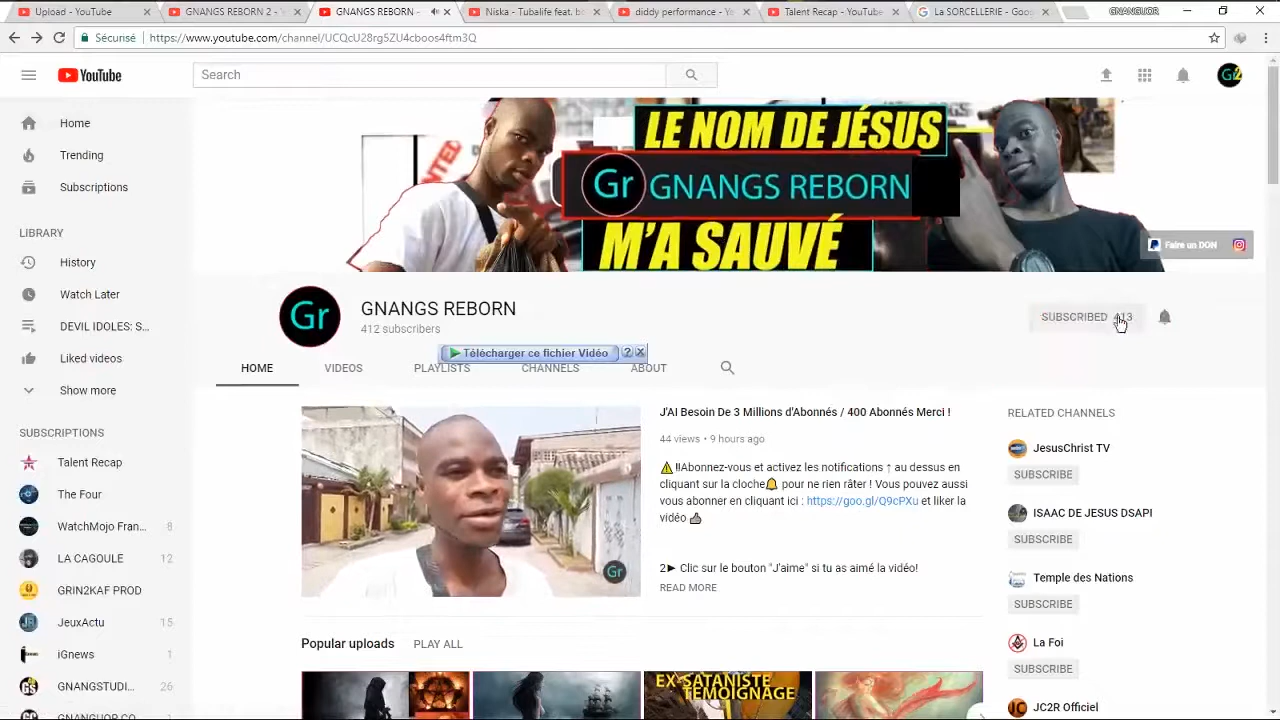 Upload - YouTube
GNANGS REBORN 2 - Y
GNANGS REBORN -
Niska - Tubalife feat. b
diddy performance - Yo
Talent Recap - YouTube
La SORCELLERIE - Goog
GNANGUOR
Sécurisé
https://www.youtube.com/channel/UCQcU28rg5ZU4cboos4ftm3Q
YouTube
Search
Gr2
LE NOM DE JÉSUS
Gr GNANGS REBORN
M'A SAUVÉ
Faire un DON
Home
Trending
Subscriptions
LIBRARY
History
Watch Later
DEVIL IDOLES: S...
Liked videos
Show more
SUBSCRIPTIONS
Talent Recap
The Four
WatchMojo Fran... 8
LA CAGOULE 12
GRIN2KAF PROD
JeuxActu 15
iGnews 1
GNANGSTUDI... 26
GNANGUOR CO
Gr
GNANGS REBORN
412 subscribers
SUBSCRIBED 413
Télécharger ce fichier Vidéo ? X
HOME VIDEOS PLAYLISTS CHANNELS ABOUT
Gr
J'AI Besoin De 3 Millions d'Abonnés / 400 Abonnés Merci !
44 views • 9 hours ago
⚠️‼Abonnez-vous et activez les notifications ↑ au dessus en
cliquant sur la cloche🔔 pour ne rien râter ! Vous pouvez aussi
vous abonner en cliquant ici : https://goo.gl/Q9cPXu et liker la
vidéo 👍
2► Clic sur le bouton "J'aime" si tu as aimé la vidéo!
READ MORE
Popular uploads PLAY ALL
EX-SATANISTE
TEMOIGNAGE
RELATED CHANNELS
JesusChrist TV
SUBSCRIBE
ISAAC DE JESUS DSAPI
SUBSCRIBE
Temple des Nations
SUBSCRIBE
La Foi
SUBSCRIBE
JC2R Officiel